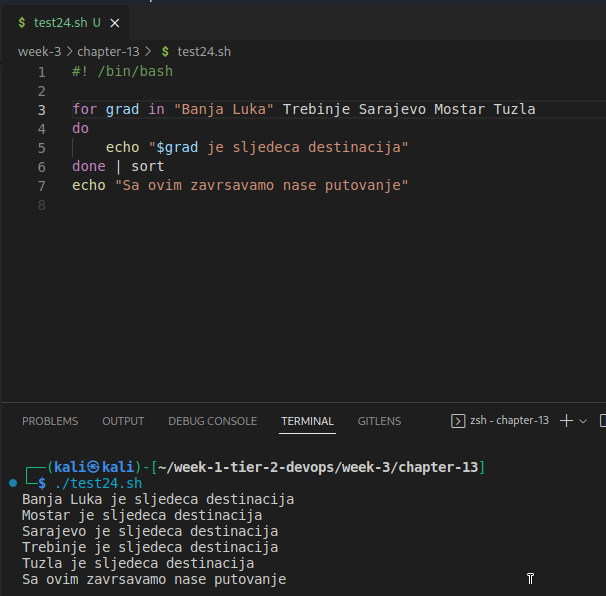 $ test24.sh U ×
week-3 > chapter-13 > $ test24.sh
1 #! /bin/bash
2
3 for grad in "Banja Luka" Trebinje Sarajevo Mostar Tuzla
4 do
5     echo "$grad je sljedeca destinacija"
6 done | sort
7 echo "Sa ovim zavrsavamo nase putovanje"
8
PROBLEMS OUTPUT DEBUG CONSOLE TERMINAL GITLENS zsh - chapter-13
┌──(kali㉿kali)-[~/week-1-tier-2-devops/week-3/chapter-13]
└─$ ./test24.sh
Banja Luka je sljedeca destinacija
Mostar je sljedeca destinacija
Sarajevo je sljedeca destinacija
Trebinje je sljedeca destinacija
Tuzla je sljedeca destinacija
Sa ovim zavrsavamo nase putovanje